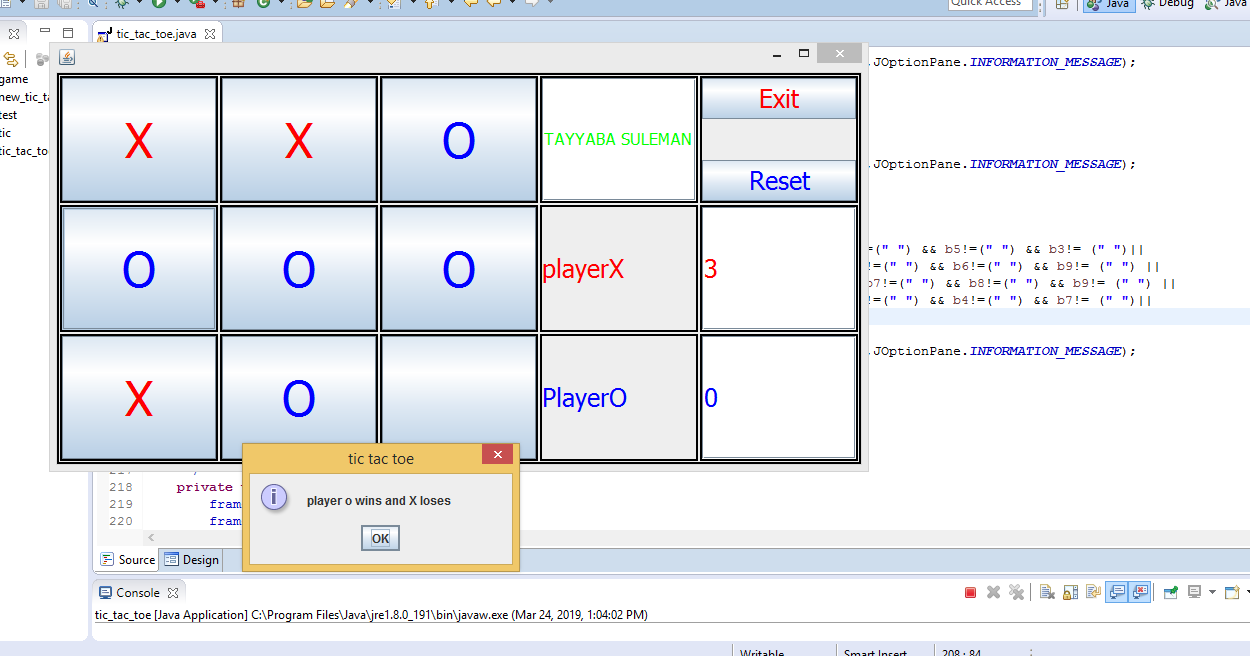 Quick Access
Java
Debug
Java
tic_tac_toe.java
game
new_tic_ta
test
tic
tic_tac_to
JOptionPane.INFORMATION_MESSAGE);
X X O TAYYABA SULEMAN Exit
JOptionPane.INFORMATION_MESSAGE);
Reset
=(" ") && b5!=(" ") && b3!= (" ")||
!=(" ") && b6!=(" ") && b9!= (" ") ||
b7!=(" ") && b8!=(" ") && b9!= (" ") ||
!=(" ") && b4!=(" ") && b7!= (" ")||
O O O playerX 3
JOptionPane.INFORMATION_MESSAGE);
X O PlayerO 0
tic tac toe
player o wins and X loses
OK
217
218 private
219 fram
220 fram
Source Design
Console
tic_tac_toe [Java Application] C:\Program Files\Java\jre1.8.0_191\bin\javaw.exe (Mar 24, 2019, 1:04:02 PM)
Writable Smart Insert 208 : 84